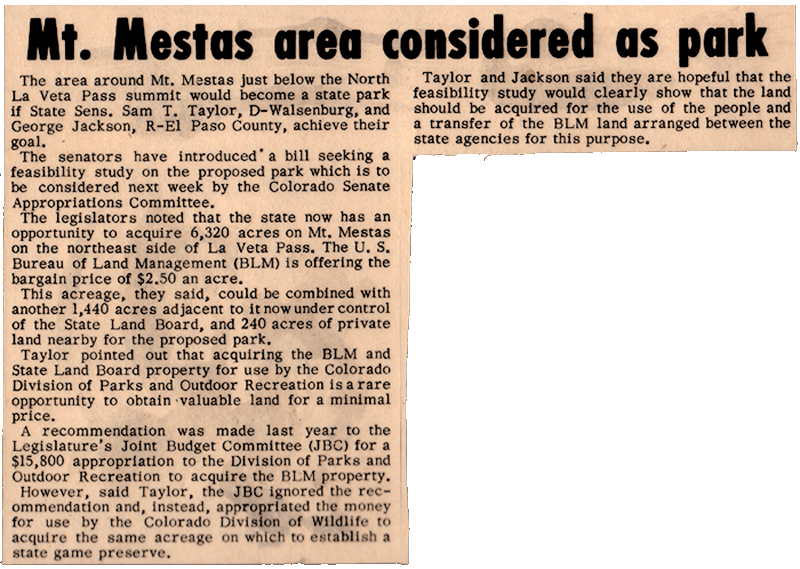 Mt. Mestas area considered as park
The area around Mt. Mestas just below the North
La Veta Pass summit would become a state park
if State Sens. Sam T. Taylor, D-Walsenburg, and
George Jackson, R-El Paso County, achieve their
goal.
The senators have introduced a bill seeking a
feasibility study on the proposed park which is to
be considered next week by the Colorado Senate
Appropriations Committee.
The legislators noted that the state now has an
opportunity to acquire 6,320 acres on Mt. Mestas
on the northeast side of La Veta Pass. The U. S.
Bureau of Land Management (BLM) is offering the
bargain price of $2.50 an acre.
This acreage, they said, could be combined with
another 1,440 acres adjacent to it now under control
of the State Land Board, and 240 acres of private
land nearby for the proposed park.
Taylor pointed out that acquiring the BLM and
State Land Board property for use by the Colorado
Division of Parks and Outdoor Recreation is a rare
opportunity to obtain valuable land for a minimal
price.
A recommendation was made last year to the
Legislature's Joint Budget Committee (JBC) for a
$15,800 appropriation to the Division of Parks and
Outdoor Recreation to acquire the BLM property.
However, said Taylor, the JBC ignored the rec-
ommendation and, instead, appropriated the money
for use by the Colorado Division of Wildlife to
acquire the same acreage on which to establish a
state game preserve.
Taylor and Jackson said they are hopeful that the
feasibility study would clearly show that the land
should be acquired for the use of the people and
a transfer of the BLM land arranged between the
state agencies for this purpose.